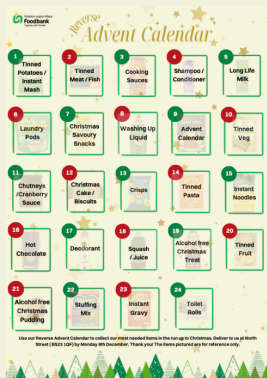 Foodbank
Reverse
Advent Calendar
1
Tinned
Potatoes /
Instant
Mash
2
Tinned
Meat / Fish
3
Cooking
Sauces
4
Shampoo /
Conditioner
5
Long Life
Milk
6
Laundry
Pods
7
Christmas
Savoury
Snacks
8
Washing Up
Liquid
9
Advent
Calendar
10
Tinned
Veg
11
Chutneys
/Cranberry
Sauce
12
Christmas
Cake /
Biscuits
13
Crisps
14
Tinned
Pasta
15
Instant
Noodles
16
Hot
Chocolate
17
Deodorant
18
Squash
/ Juice
19
Alcohol free
Christmas
Treat
20
Tinned
Fruit
21
Alcohol free
Christmas
Pudding
22
Stuffing
Mix
23
Instant
Gravy
24
Toilet
Rolls
Use our Reverse Advent Calendar to collect our most needed items in the run up to Christmas. Deliver to us at North
Street ( BS23 1QF) by Monday 9th December. Thank you! The items pictured are for reference only.